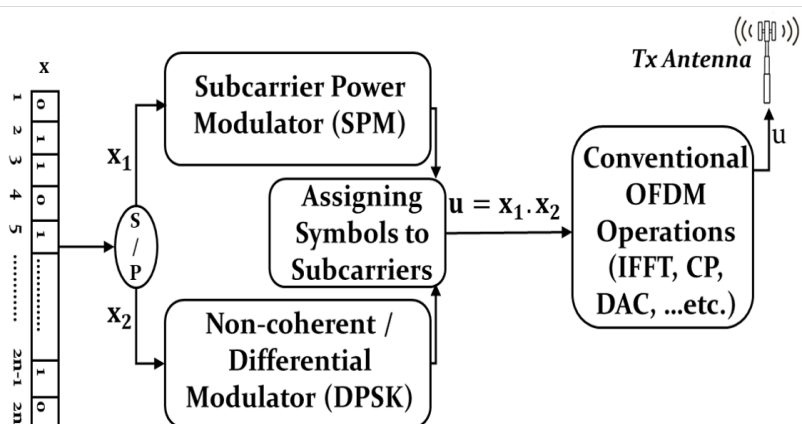 x
1 0
2 1
3 1
4 0
5 1
............. .............
2n-1 1
2n 0
x₁
x₂
S
/
P
Subcarrier Power
Modulator (SPM)
Assigning
Symbols to
Subcarriers
Non-coherent /
Differential
Modulator (DPSK)
u = x₁.x₂
Conventional
OFDM
Operations
(IFFT, CP,
DAC, ...etc.)
Tx Antenna
u